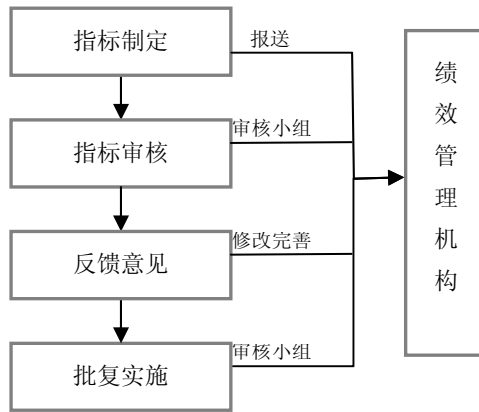 指标制定
报送
指标审核
审核小组
反馈意见
修改完善
批复实施
审核小组
绩
效
管
理
机
构